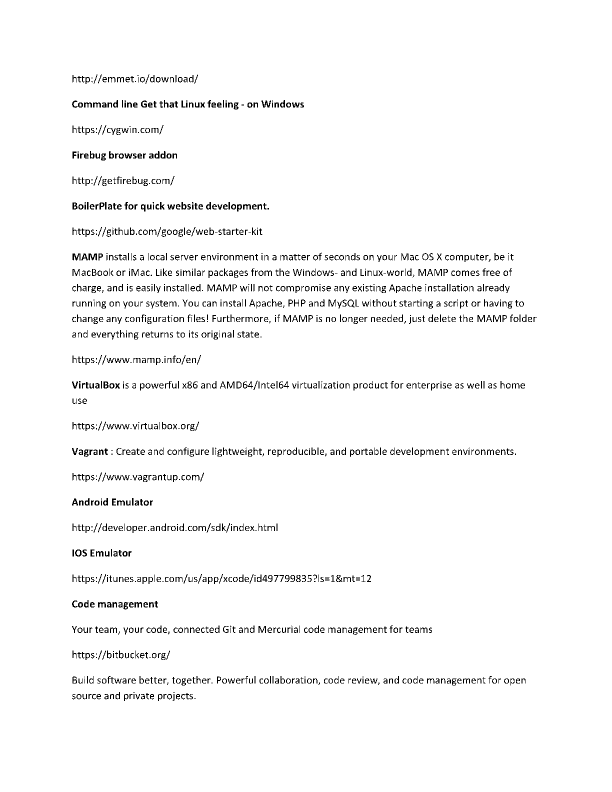 http://emmet.io/download/
Command line Get that Linux feeling - on Windows
https://cygwin.com/
Firebug browser addon
http://getfirebug.com/
BoilerPlate for quick website development.
https://github.com/google/web-starter-kit
MAMP installs a local server environment in a matter of seconds on your Mac OS X computer, be it
MacBook or iMac. Like similar packages from the Windows- and Linux-world, MAMP comes free of
charge, and is easily installed. MAMP will not compromise any existing Apache installation already
running on your system. You can install Apache, PHP and MySQL without starting a script or having to
change any configuration files! Furthermore, if MAMP is no longer needed, just delete the MAMP folder
and everything returns to its original state.
https://www.mamp.info/en/
VirtualBox is a powerful x86 and AMD64/Intel64 virtualization product for enterprise as well as home
use
https://www.virtualbox.org/
Vagrant : Create and configure lightweight, reproducible, and portable development environments.
https://www.vagrantup.com/
Android Emulator
http://developer.android.com/sdk/index.html
IOS Emulator
https://itunes.apple.com/us/app/xcode/id497799835?ls=1&mt=12
Code management
Your team, your code, connected Git and Mercurial code management for teams
https://bitbucket.org/
Build software better, together. Powerful collaboration, code review, and code management for open
source and private projects.